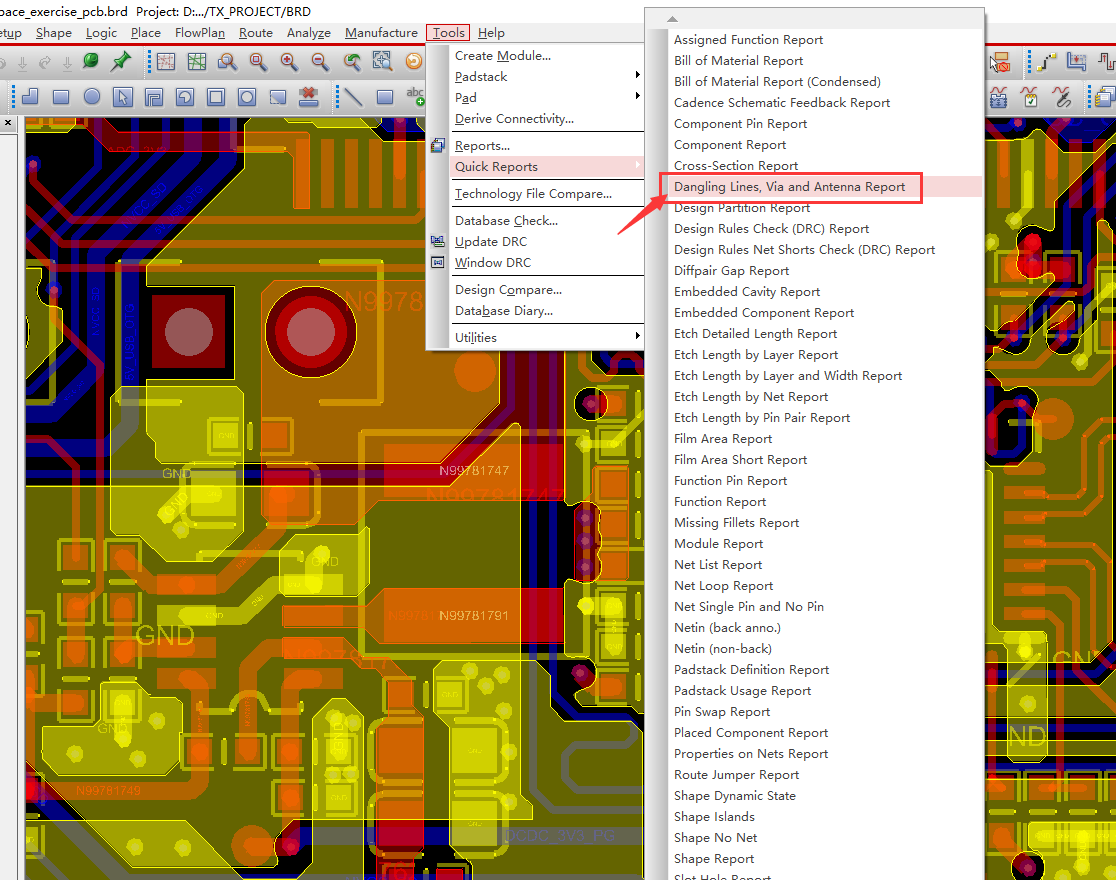 pace_exercise_pcb.brd Project: D:.../TX_PROJECT/BRD
etup Shape Logic Place FlowPlan Route Analyze Manufacture Tools Help
abc
Create Module...
Padstack
Pad
Derive Connectivity...
Reports...
Quick Reports
Technology File Compare...
Database Check...
Update DRC
Window DRC
Design Compare...
Database Diary...
Utilities
Assigned Function Report
Bill of Material Report
Bill of Material Report (Condensed)
Cadence Schematic Feedback Report
Component Pin Report
Component Report
Cross-Section Report
Dangling Lines, Via and Antenna Report
Design Partition Report
Design Rules Check (DRC) Report
Design Rules Net Shorts Check (DRC) Report
Diffpair Gap Report
Embedded Cavity Report
Embedded Component Report
Etch Detailed Length Report
Etch Length by Layer Report
Etch Length by Layer and Width Report
Etch Length by Net Report
Etch Length by Pin Pair Report
Film Area Report
Film Area Short Report
Function Pin Report
Function Report
Missing Fillets Report
Module Report
Net List Report
Net Loop Report
Net Single Pin and No Pin
Netin (back anno.)
Netin (non-back)
Padstack Definition Report
Padstack Usage Report
Pin Swap Report
Placed Component Report
Properties on Nets Report
Route Jumper Report
Shape Dynamic State
Shape Islands
Shape No Net
Shape Report
Slot Hole Report
N99781
GND
N99781747
N99781747
GND
GND
N99781 N99781791
GND
GND
GND
N99781749
DCDC_3V3_PG
GND
ND